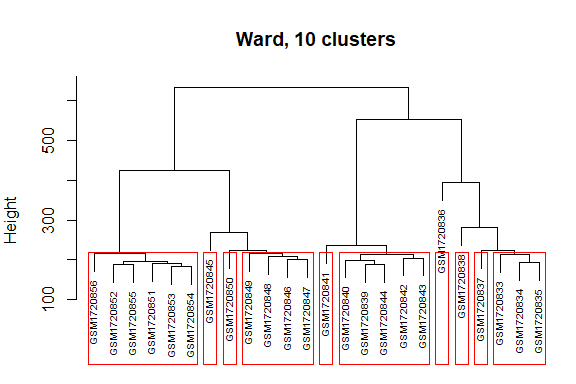 Ward, 10 clusters
Height
500
300
100
GSM1720856
GSM1720852
GSM1720855
GSM1720851
GSM1720853
GSM1720854
GSM1720845
GSM1720850
GSM1720849
GSM1720848
GSM1720846
GSM1720847
GSM1720841
GSM1720840
GSM1720839
GSM1720844
GSM1720842
GSM1720843
GSM1720836
GSM1720838
GSM1720837
GSM1720833
GSM1720834
GSM1720835